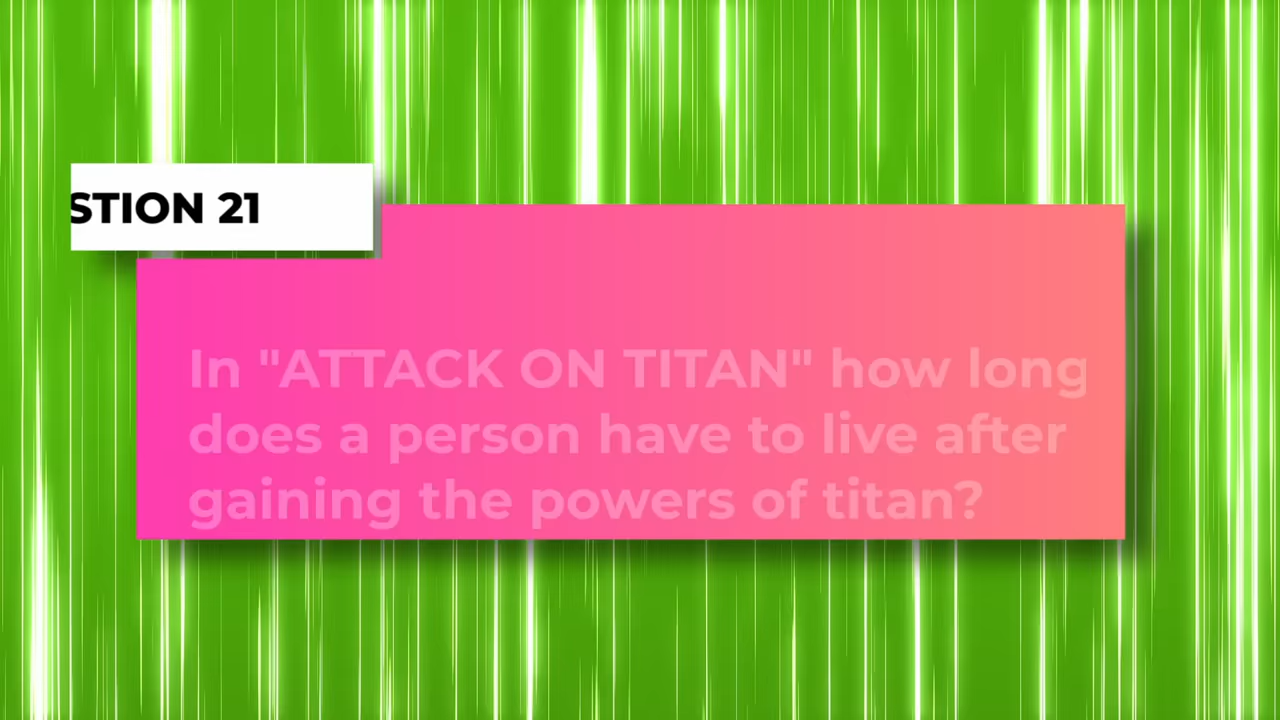 STION 21
In "ATTACK ON TITAN" how long
does a person have to live after
gaining the powers of titan?